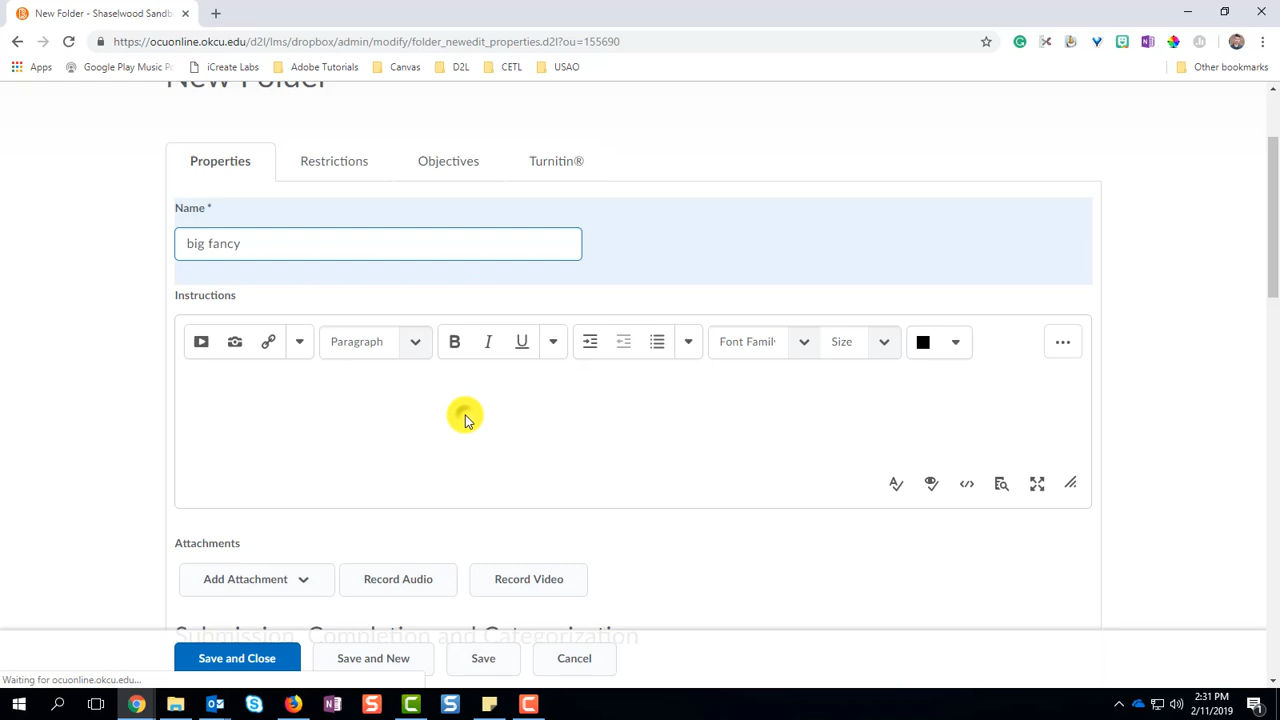 New Folder - Shaselwood Sandb
https://ocuonline.okcu.edu/d2l/lms/dropbox/admin/modify/folder_newedit_properties.d2l?ou=155690
Apps
Google Play Music P
iCreate Labs
Adobe Tutorials
Canvas
D2L
CETL
USAO
Other bookmarks
New Folder
Properties
Restrictions
Objectives
Turnitin®
Name *
big fancy
Instructions
Paragraph
B I U
Font Family
Size
Attachments
Add Attachment
Record Audio
Record Video
Submission, Completion and Categorization
Save and Close
Save and New
Save
Cancel
Waiting for ocuonline.okcu.edu...
2:31 PM
2/11/2019